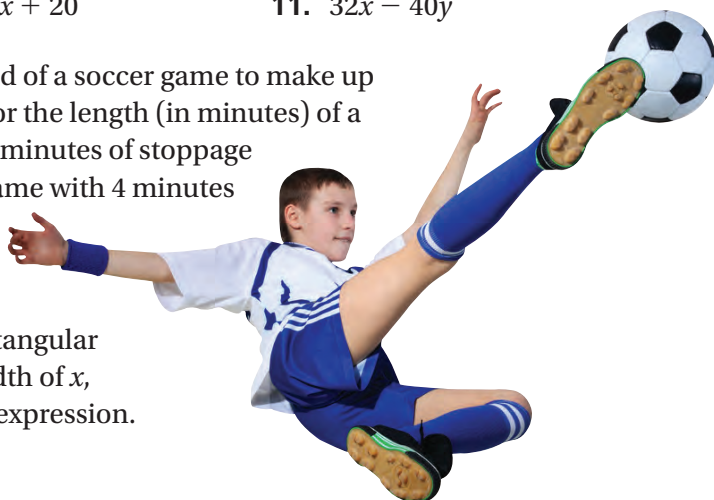 x + 20
11. 32x − 40y
d of a soccer game to make up
or the length (in minutes) of a
minutes of stoppage
ame with 4 minutes
tangular
dth of x,
expression.